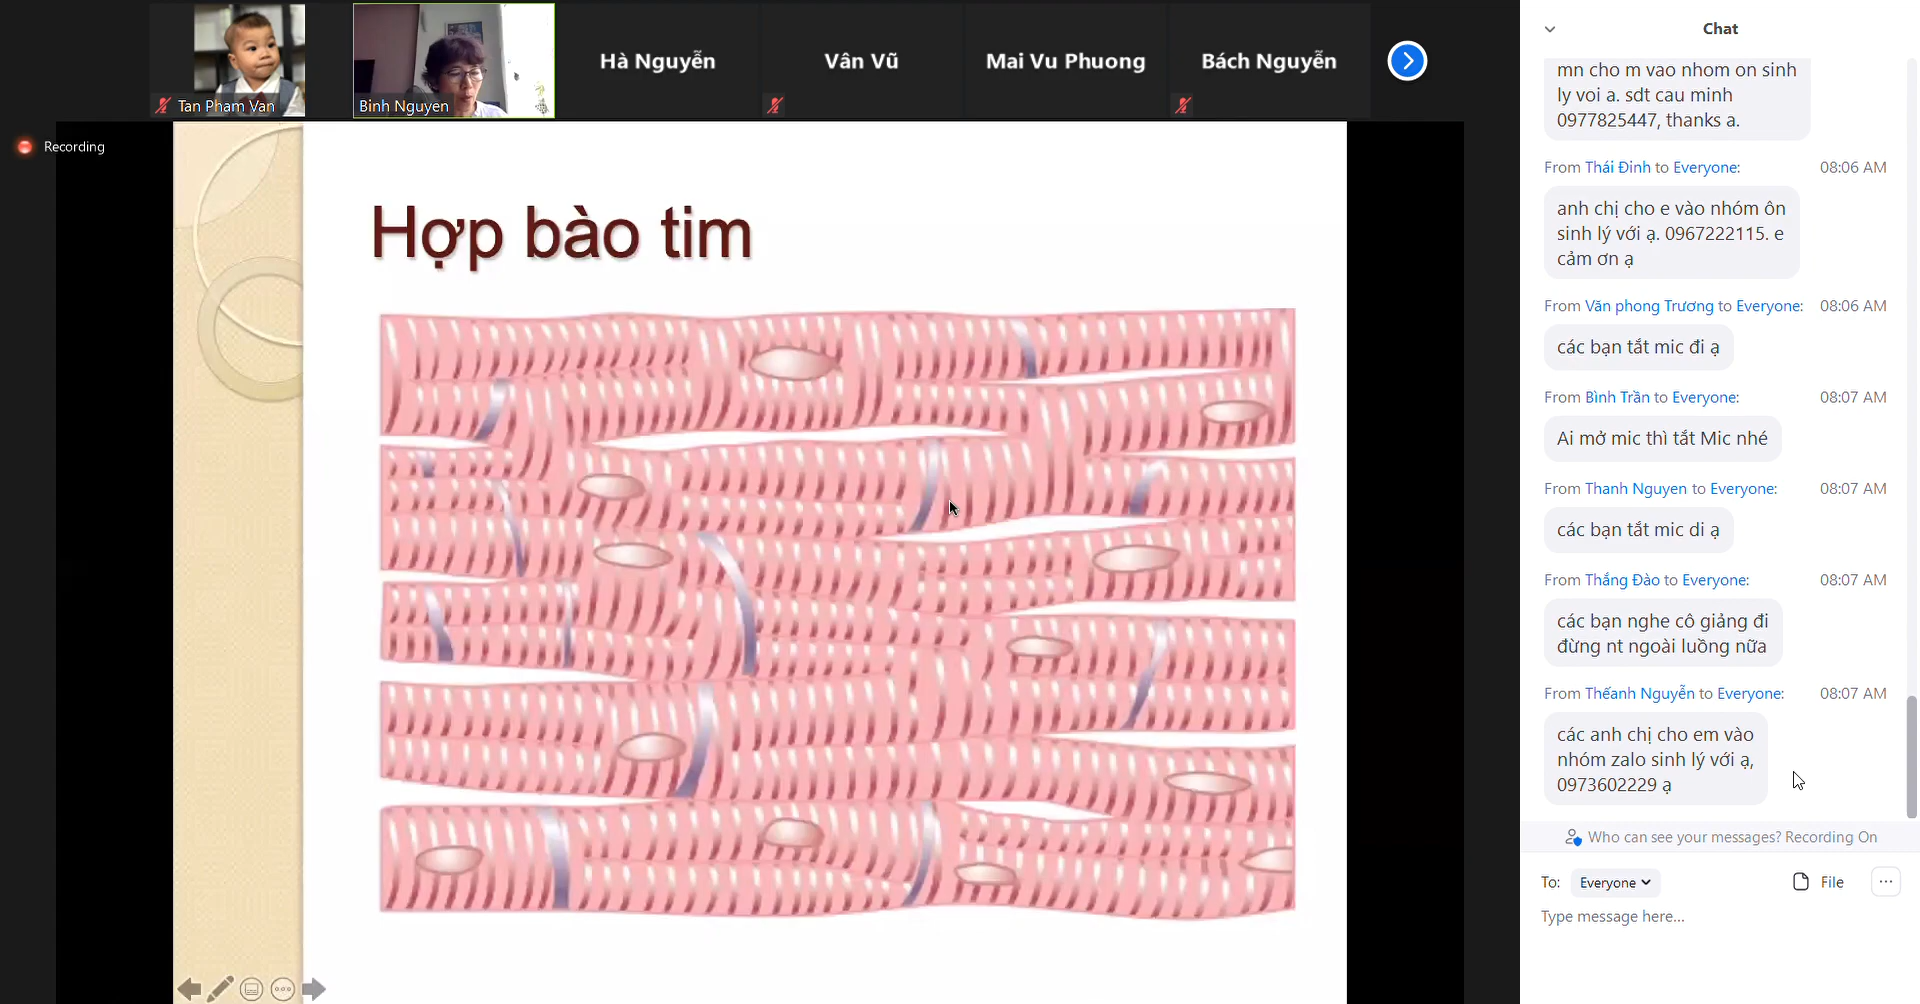 Tan Pham Van
Binh Nguyen
Hà Nguyễn
Vân Vũ
Mai Vu Phuong
Bách Nguyễn
Recording
Hợp bào tim
Chat
mn cho m vao nhom on sinh
ly voi a. sdt cau minh
0977825447, thanks a.
From Thái Đinh to Everyone: 08:06 AM
anh chị cho e vào nhóm ôn
sinh lý với ạ. 0967222115. e
cảm ơn ạ
From Văn phong Trương to Everyone: 08:06 AM
các bạn tắt mic đi ạ
From Bình Trần to Everyone: 08:07 AM
Ai mở mic thì tắt Mic nhé
From Thanh Nguyen to Everyone: 08:07 AM
các bạn tắt mic di ạ
From Thắng Đào to Everyone: 08:07 AM
các bạn nghe cô giảng đi
đừng nt ngoài luồng nữa
From Thếanh Nguyễn to Everyone: 08:07 AM
các anh chị cho em vào
nhóm zalo sinh lý với ạ,
0973602229 ạ
Who can see your messages? Recording On
To: Everyone File
Type message here...